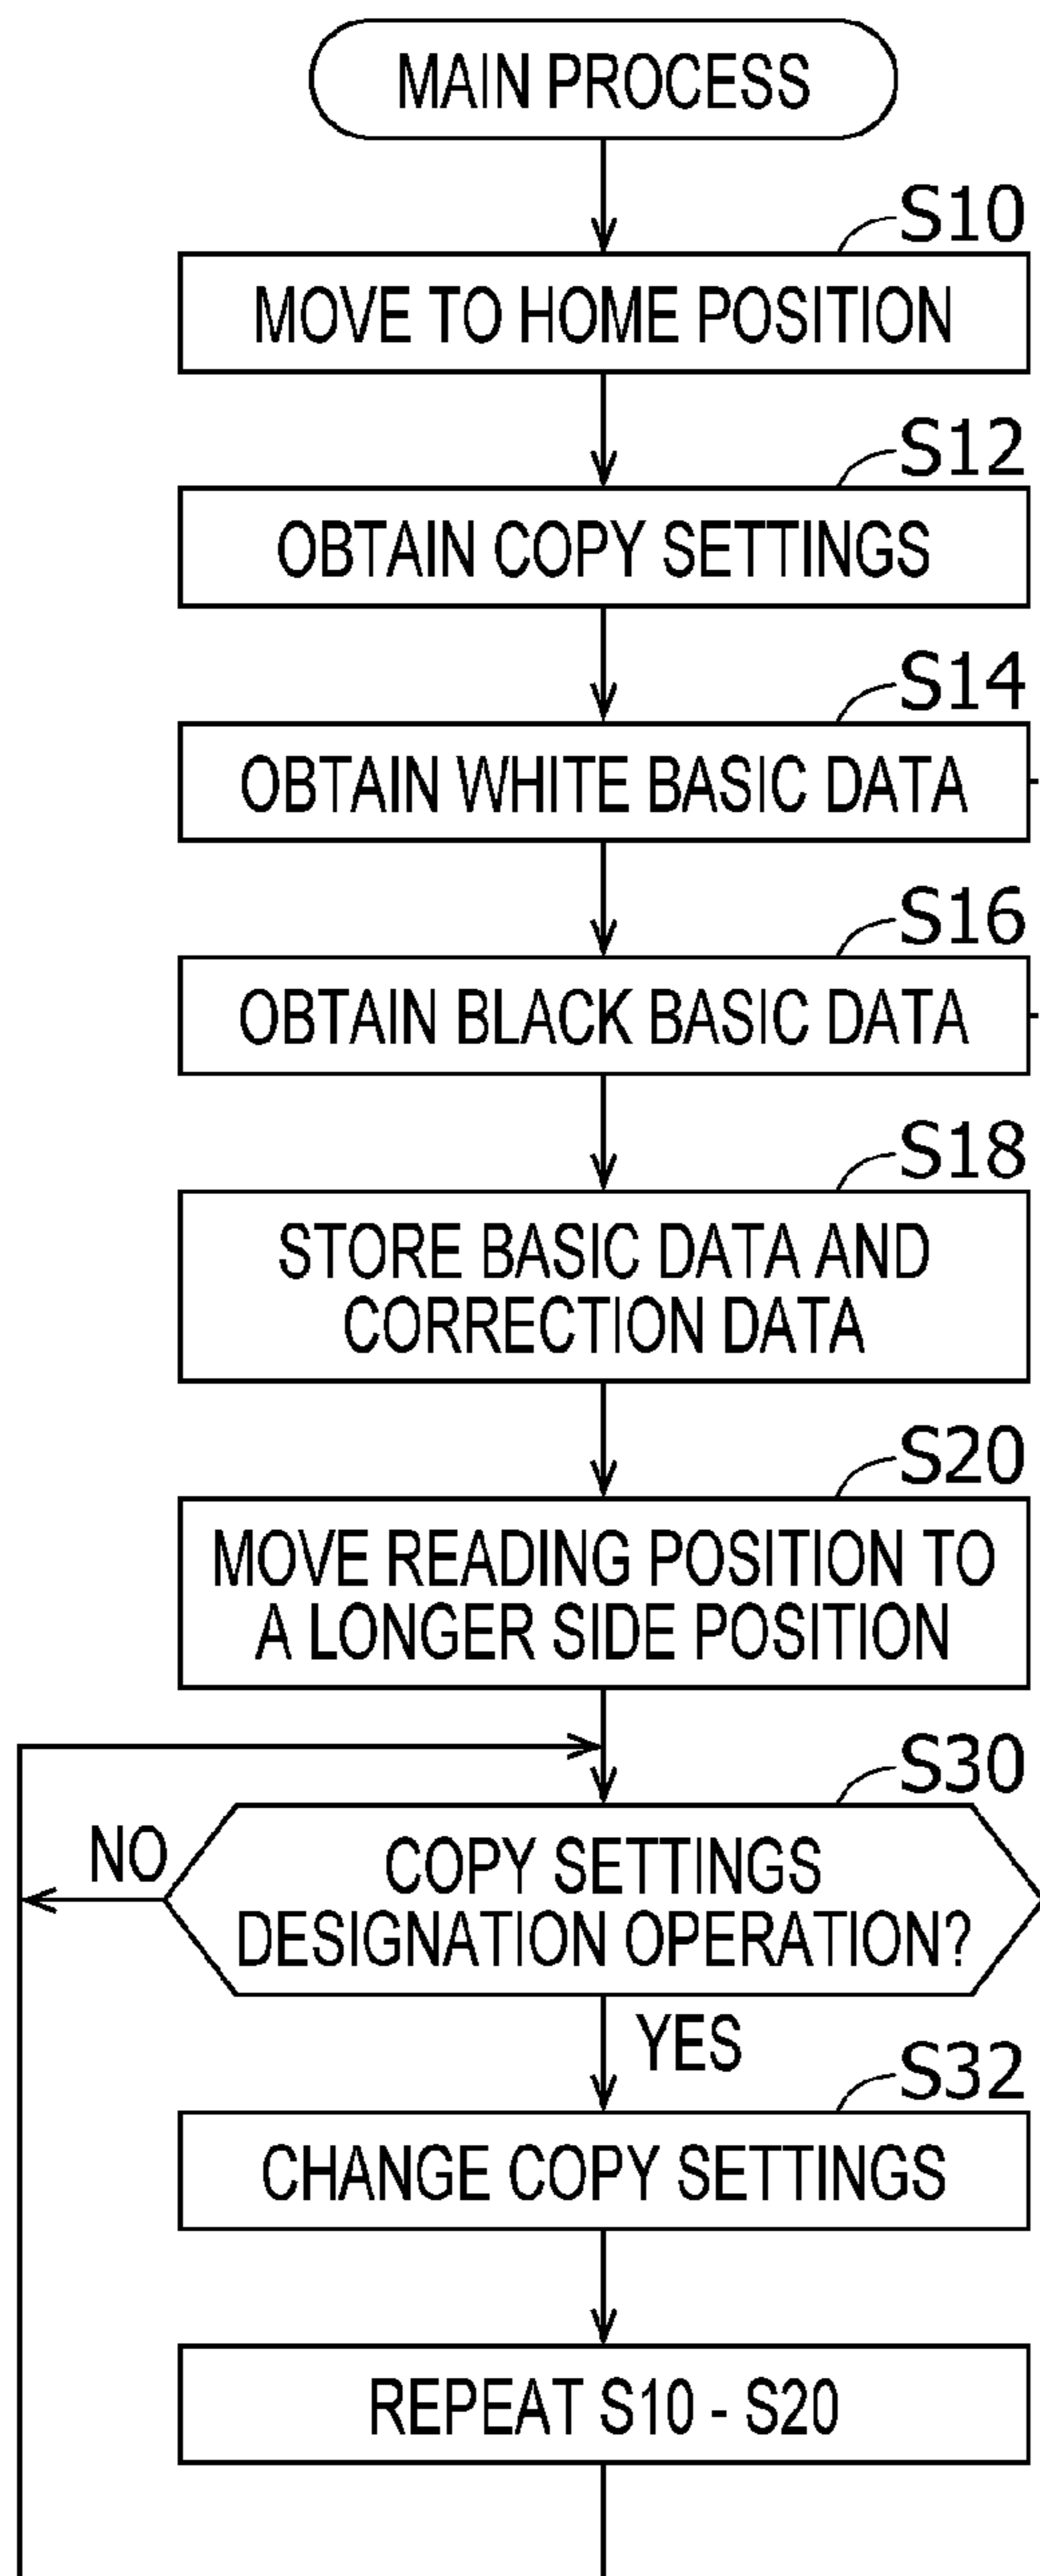 MAIN PROCESS
S10
MOVE TO HOME POSITION
S12
OBTAIN COPY SETTINGS
S14
OBTAIN WHITE BASIC DATA
S16
OBTAIN BLACK BASIC DATA
S18
STORE BASIC DATA AND
CORRECTION DATA
S20
MOVE READING POSITION TO
A LONGER SIDE POSITION
S30
NO
COPY SETTINGS
DESIGNATION OPERATION?
YES
S32
CHANGE COPY SETTINGS
REPEAT S10 - S20